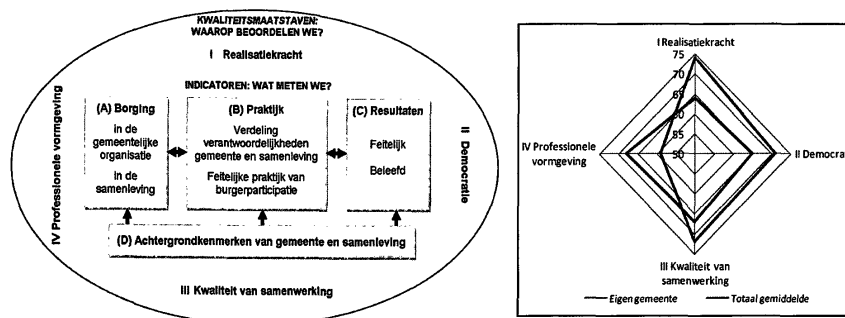 KWALITEITSMAATSTAVEN:
WAAROP BEOORDELEN WE?
I Realisatiekracht
INDICATOREN: WAT METEN WE?
(A) Borging
In de
gemeentelijke
organisatie
In de
samenleving
(B) Praktijk
Verdeling
verantwoordelijkheden
gemeente en samenleving
Feitelijke praktijk van
burgerparticipatie
(C) Resultaten
Feitelijk
Beleefd
IV Professionele vormgeving
II Democratie
(D) Achtergrondkenmerken van gemeente en samenleving
III Kwaliteit van samenwerking
I Realisatiekracht
75
70
65
60
55
50
IV Professionele
vormgeving
II Democra
III Kwaliteit van
samenwerking
Eigen gemeente
Totaal gemiddelde